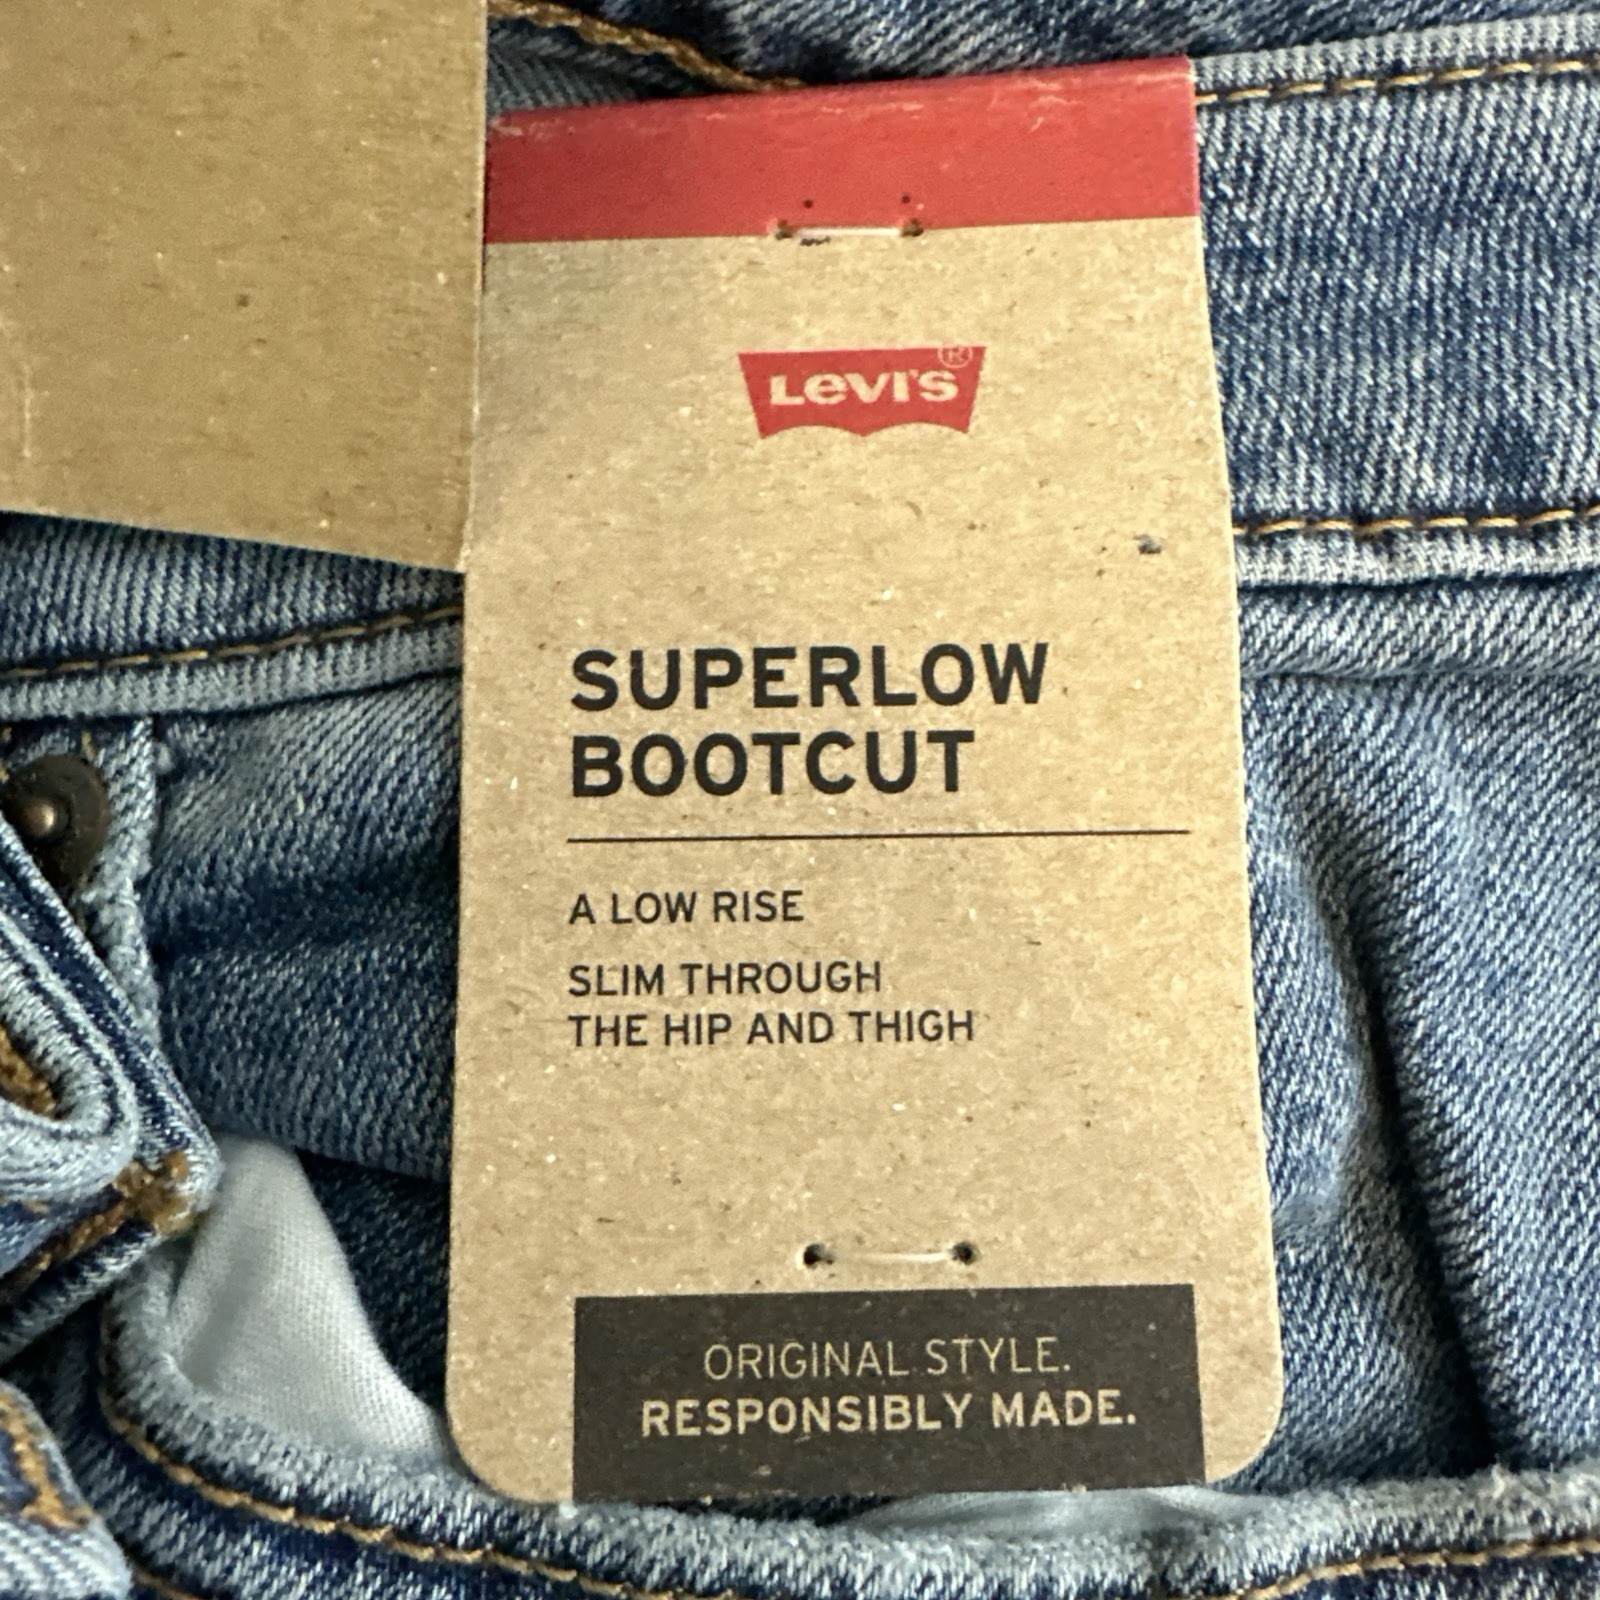 LEVI'S®
SUPERLOW
BOOTCUT
A LOW RISE
SLIM THROUGH
THE HIP AND THIGH
ORIGINAL STYLE.
RESPONSIBLY MADE.